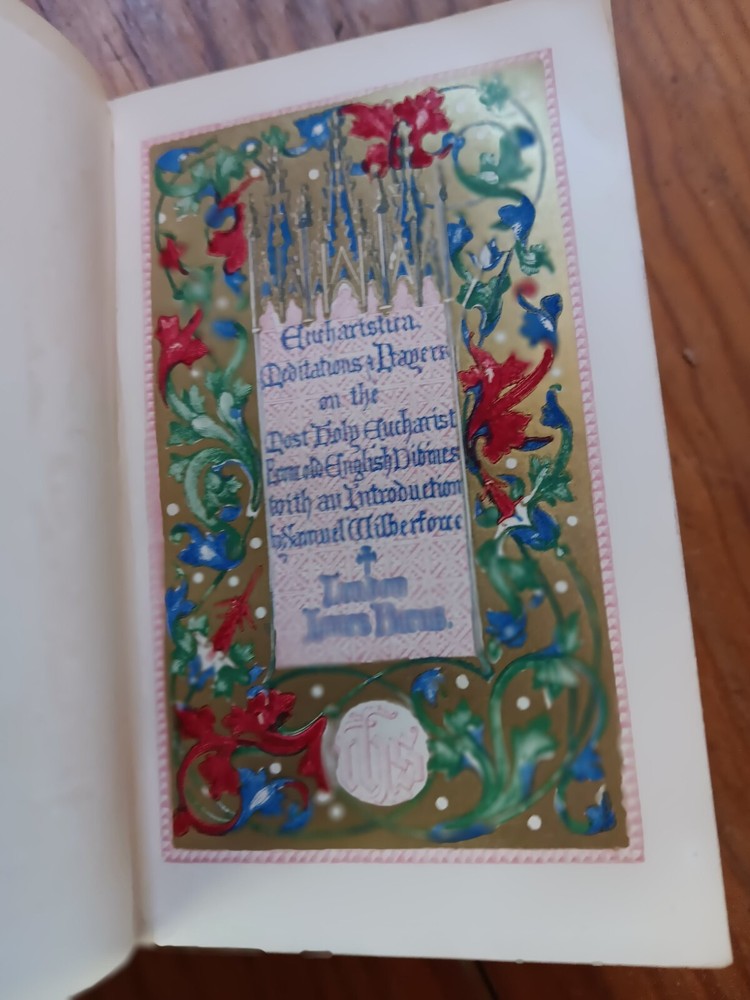 Eucharistica.
Meditations & Prayers
on the
Most Holy Eucharist
From old English Divines
with an Introduction
by Samuel Wilberforce
London
James Burns.
ihs